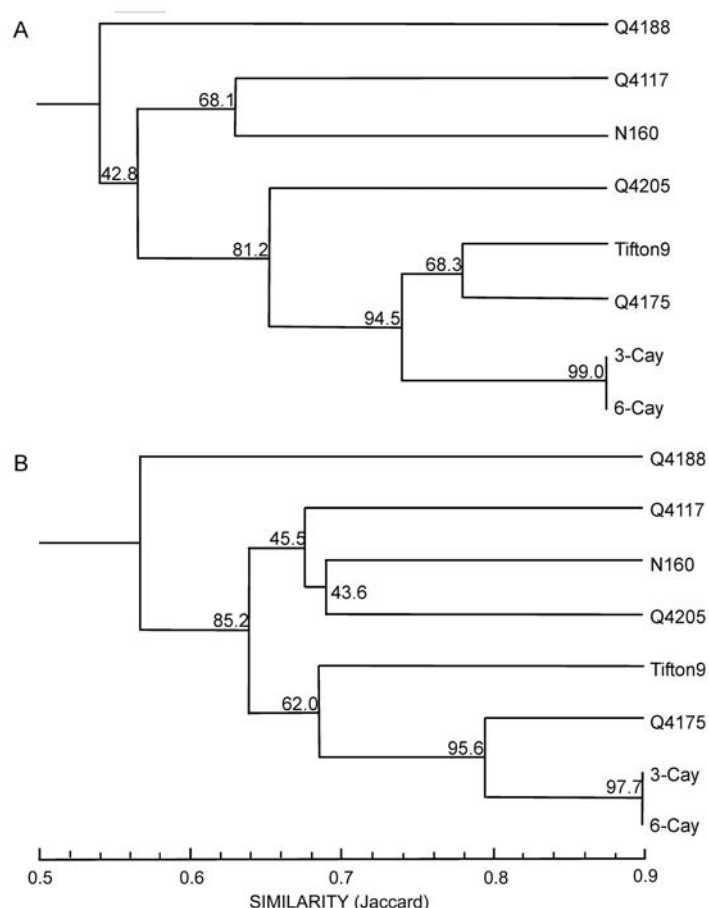 A
Q4188
Q4117
68.1
N160
42.8
Q4205
81.2
Tifton9
68.3
Q4175
94.5
3-Cay
99.0
6-Cay
B
Q4188
Q4117
45.5
N160
43.6
Q4205
85.2
Tifton9
62.0
Q4175
95.6
3-Cay
97.7
6-Cay
0.5 0.6 0.7 0.8 0.9
SIMILARITY (Jaccard)